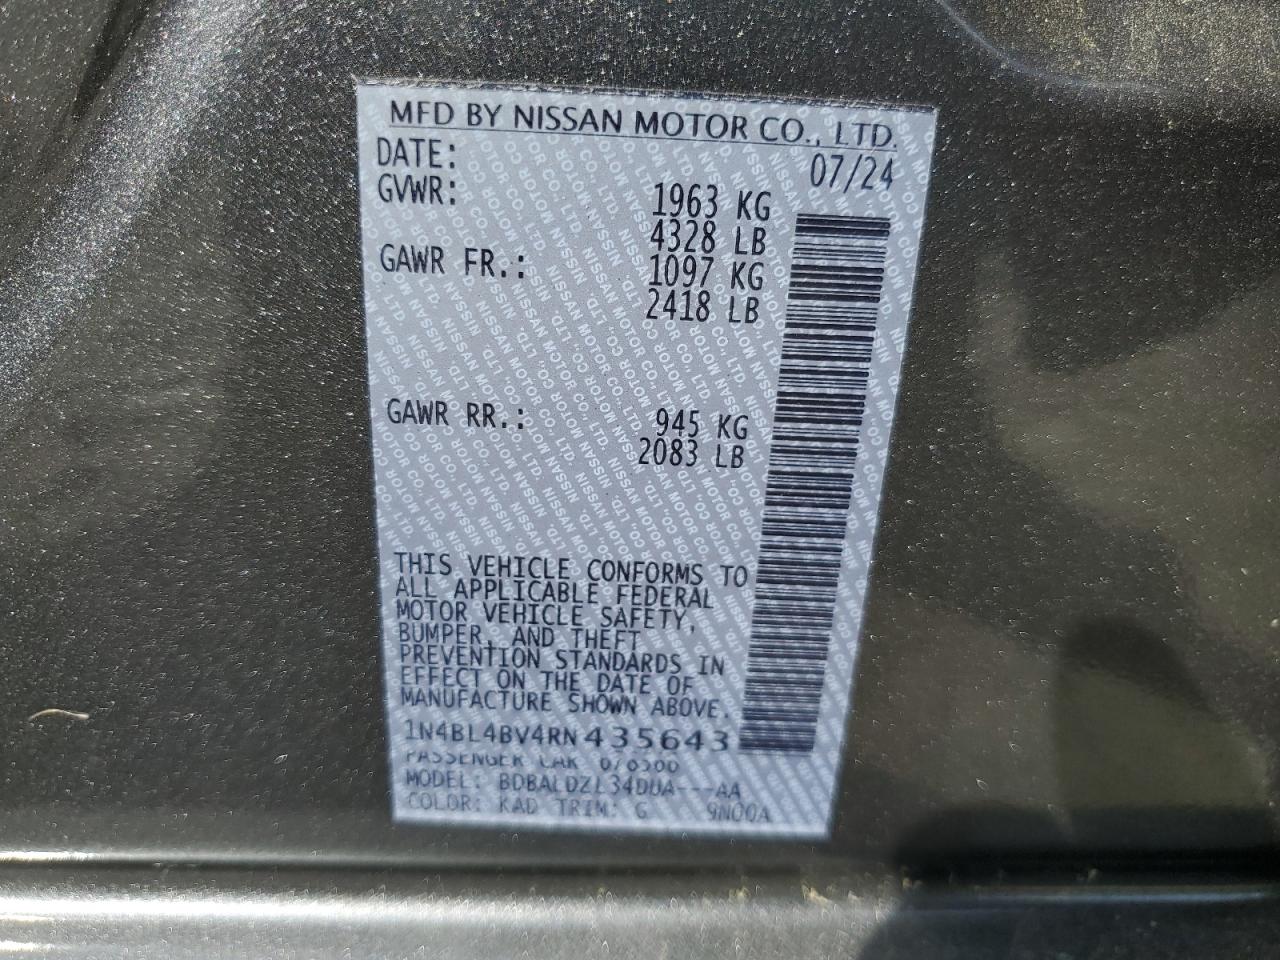 MFD BY NISSAN MOTOR CO., LTD.
DATE: 07/24
GVWR: 1963 KG
4328 LB
GAWR FR.: 1097 KG
2418 LB
GAWR RR.: 945 KG
2083 LB
THIS VEHICLE CONFORMS TO
ALL APPLICABLE FEDERAL
MOTOR VEHICLE SAFETY,
BUMPER, AND THEFT
PREVENTION STANDARDS IN
EFFECT ON THE DATE OF
MANUFACTURE SHOWN ABOVE.
1N4BL4BV4RN435643
PASSENGER CAR
MODEL: BDBALDZL34DUA---AA
COLOR: KAD TRIM: G 9N00A